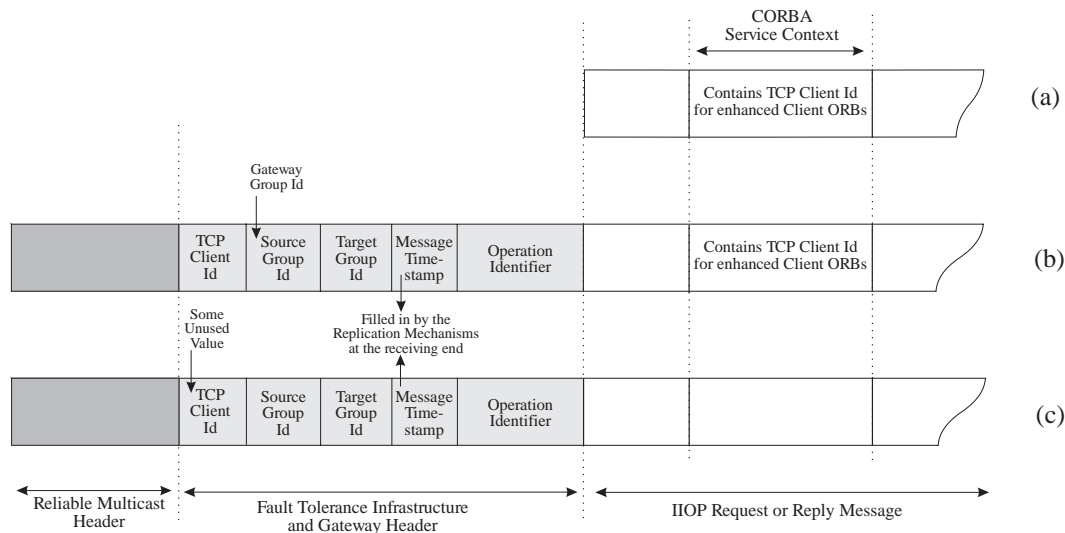 CORBA
Service Context
Contains TCP Client Id
for enhanced Client ORBs
(a)
Gateway
Group Id
TCP
Client
Id
Source
Group
Id
Target
Group
Id
Message
Time-
stamp
Operation
Identifier
Contains TCP Client Id
for enhanced Client ORBs
(b)
Some
Unused
Value
Filled in by the
Replication Mechanisms
at the receiving end
TCP
Client
Id
Source
Group
Id
Target
Group
Id
Message
Time-
stamp
Operation
Identifier
(c)
Reliable Multicast
Header
Fault Tolerance Infrastructure
and Gateway Header
IIOP Request or Reply Message